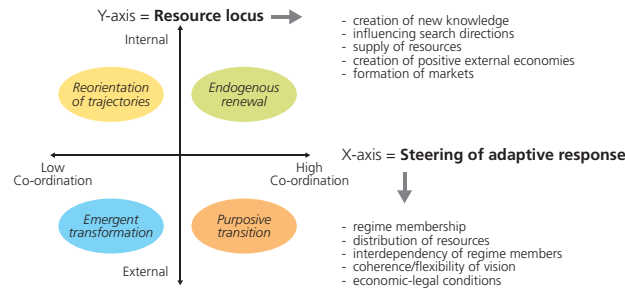 Y-axis = Resource locus
Internal
- creation of new knowledge
- influencing search directions
- supply of resources
- creation of positive external economies
- formation of markets
Reorientation
of trajectories
Endogenous
renewal
Low
Co-ordination
High
Co-ordination
X-axis = Steering of adaptive response
Emergent
transformation
Purposive
transition
External
- regime membership
- distribution of resources
- interdependency of regime members
- coherence/flexibility of vision
- economic-legal conditions